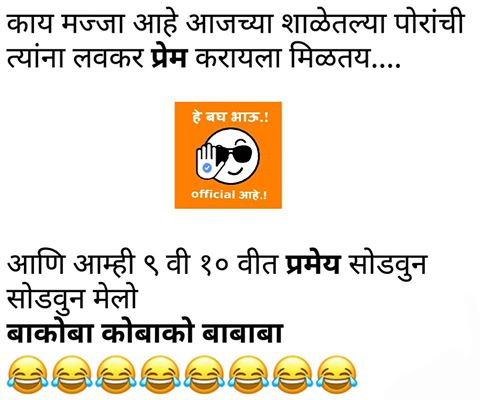 काय मज्जा आहे आजच्या शाळेतल्या पोरांची
त्यांना लवकर प्रेम करायला मिळतय....
हे बघ भाऊ.!
official आहे.!
आणि आम्ही ९ वी १० वीत प्रमेय सोडवुन
सोडवुन मेलो
बाकोबा कोबाको बाबाबा
😂😂😂😂😂😂😂😂